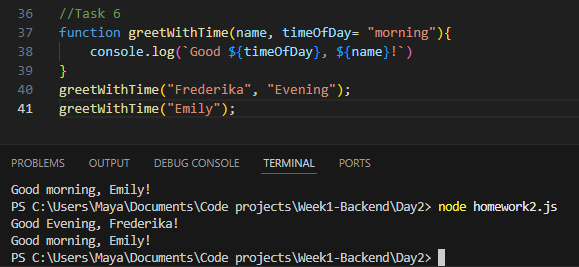 36 //Task 6
37 function greetWithTime(name, timeOfDay= "morning"){
38     console.log(`Good ${timeOfDay}, ${name}!`)
39 }
40 greetWithTime("Frederika", "Evening");
41 greetWithTime("Emily");
PROBLEMS OUTPUT DEBUG CONSOLE TERMINAL PORTS
Good morning, Emily!
PS C:\Users\Maya\Documents\Code projects\Week1-Backend\Day2> node homework2.js
Good Evening, Frederika!
Good morning, Emily!
PS C:\Users\Maya\Documents\Code projects\Week1-Backend\Day2>